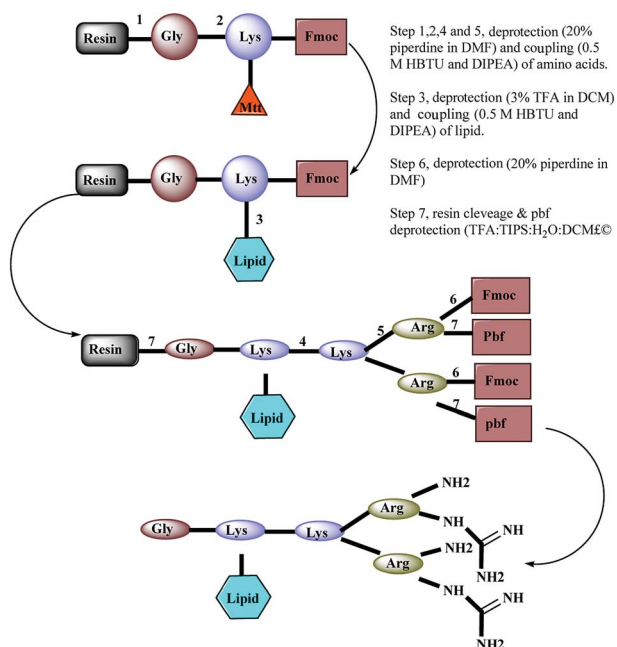 1
2
Resin
Gly
Lys
Fmoc
Mtt
Step 1,2,4 and 5, deprotection (20%
piperdine in DMF) and coupling (0.5
M HBTU and DIPEA) of amino acids.
Step 3, deprotection (3% TFA in DCM)
and coupling (0.5 M HBTU and
DIPEA) of lipid.
Step 6, deprotection (20% piperdine in
DMF)
Step 7, resin cleveage & pbf
deprotection (TFA:TIPS:H₂O:DCM£©
Resin
Gly
Lys
Fmoc
3
Lipid
Resin
7
Gly
Lys
4
Lys
5
Arg
6
Fmoc
7
Pbf
Arg
6
Fmoc
7
pbf
Lipid
Gly
Lys
Lys
Arg
NH2
NH
NH
NH2
Arg
NH2
NH
NH
NH2
Lipid